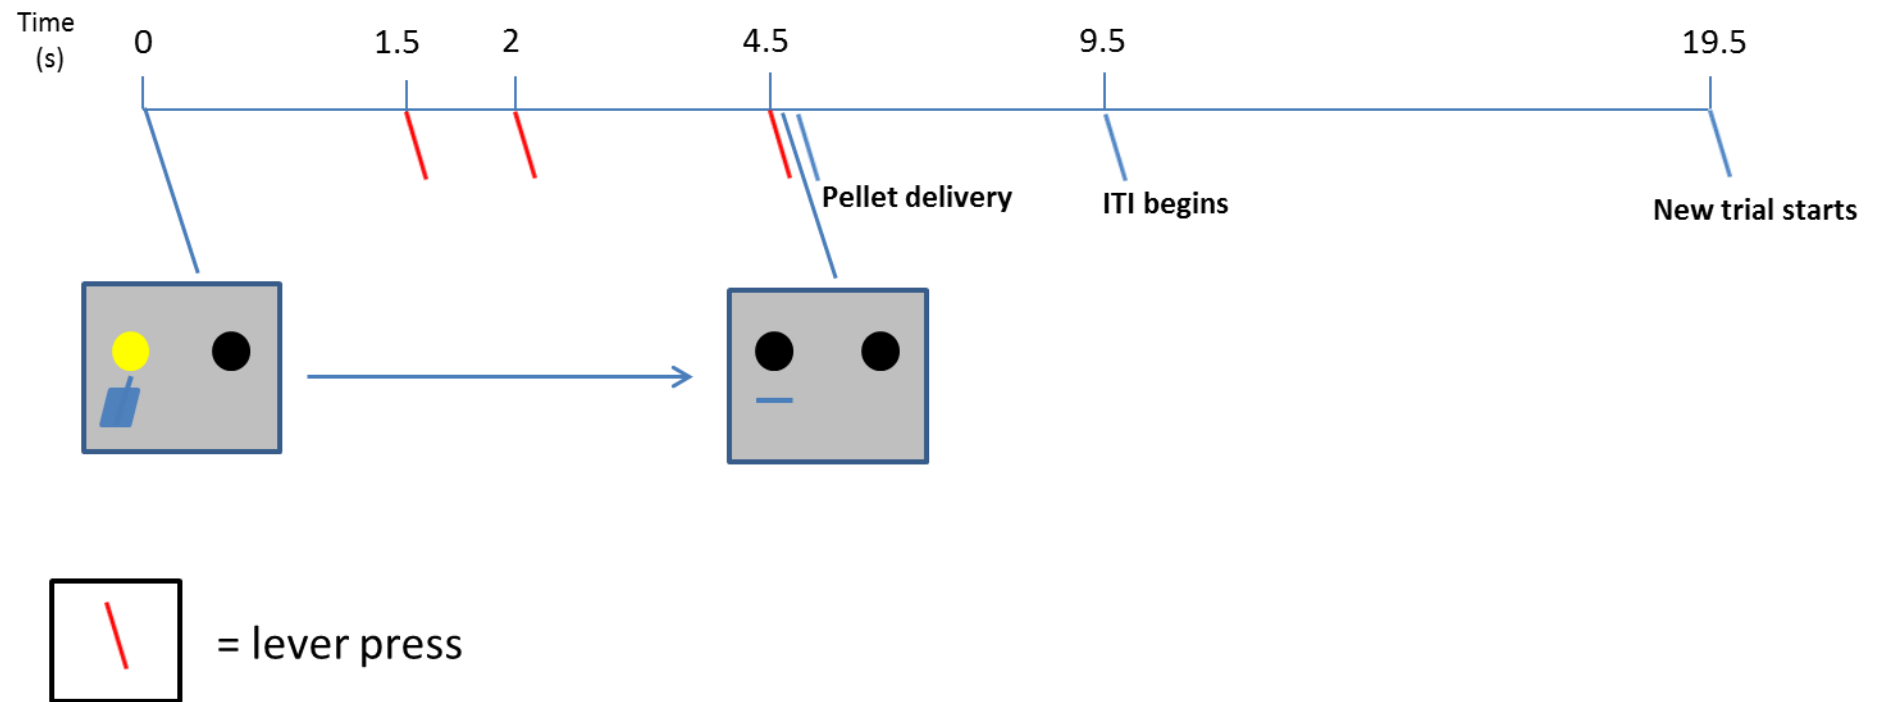 Time
(s)
0
1.5
2
4.5
9.5
19.5
Pellet delivery
ITI begins
New trial starts
= lever press